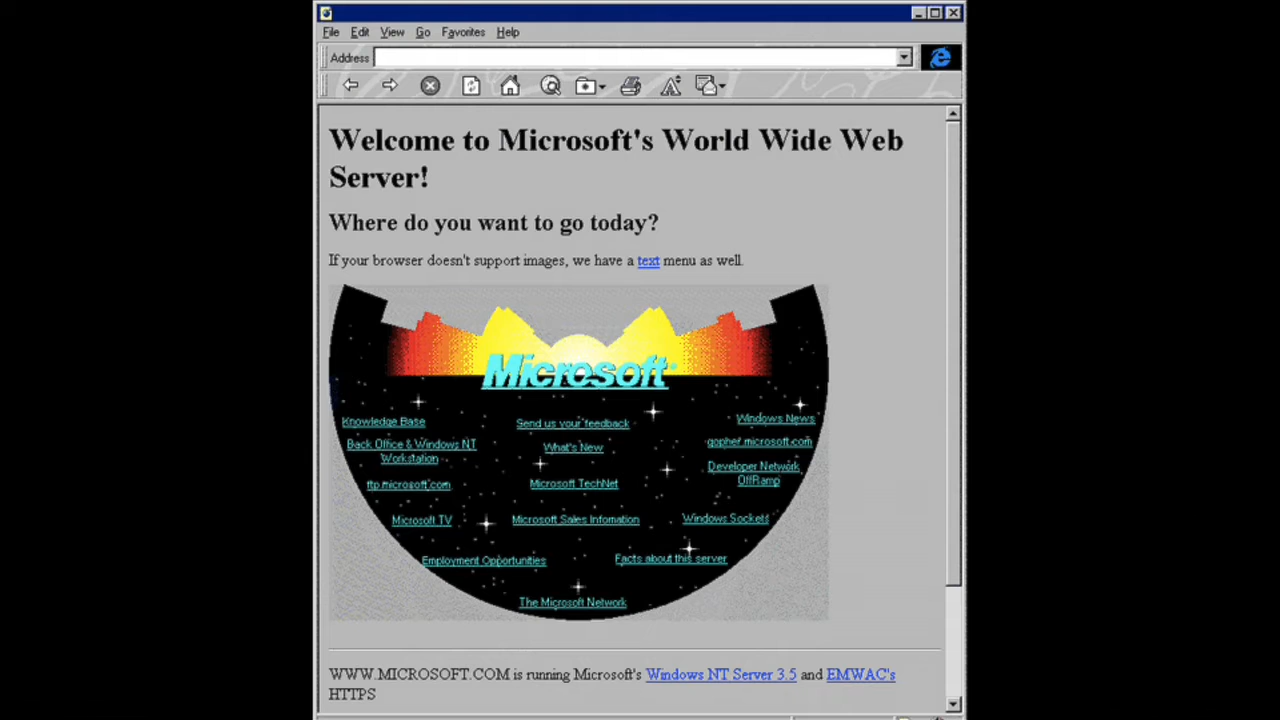 File Edit View Go Favorites Help
Address
Welcome to Microsoft's World Wide Web
Server!
Where do you want to go today?
If your browser doesn't support images, we have a text menu as well.
Microsoft
Knowledge Base
Send us your feedback
Windows News
Back Office & Windows NT
Workstation
What's New
gopher.microsoft.com
Developer Network
OffRamp
ftp.microsoft.com
Microsoft TechNet
Microsoft TV
Microsoft Sales Infomation
Windows Sockets
Employment Opportunities
Facts about this server
The Microsoft Network
WWW.MICROSOFT.COM is running Microsoft's Windows NT Server 3.5 and EMWAC's
HTTPS